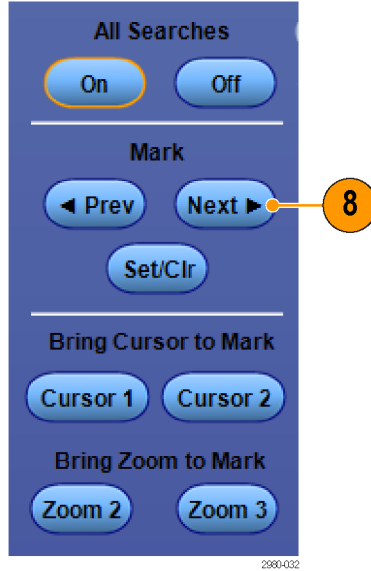 All Searches
On Off
Mark
◄ Prev Next ►
8
Set/Clr
Bring Cursor to Mark
Cursor 1 Cursor 2
Bring Zoom to Mark
Zoom 2 Zoom 3
2980-032